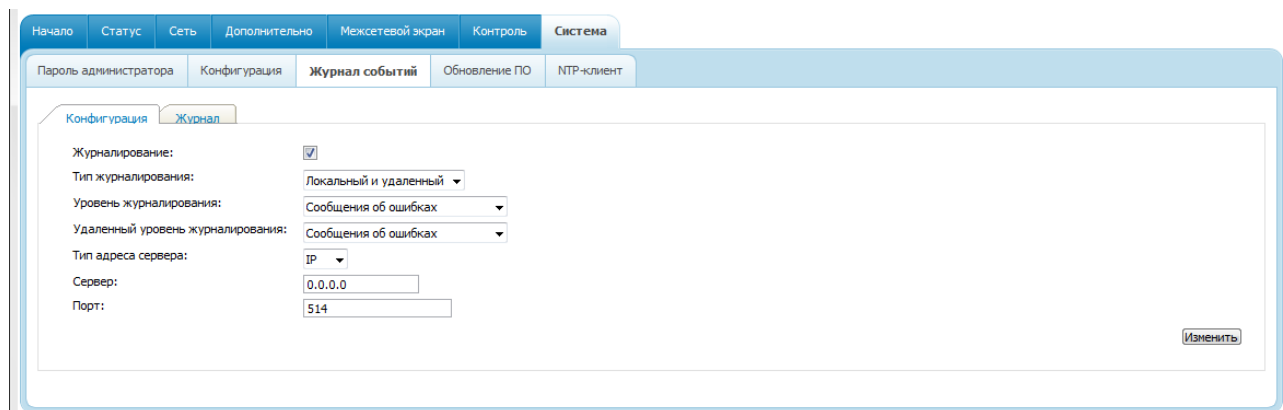 Начало Статус Сеть Дополнительно Межсетевой экран Контроль Система
Пароль администратора Конфигурация Журнал событий Обновление ПО NTP-клиент
Конфигурация Журнал
Журналирование:
Тип журналирования: Локальный и удаленный
Уровень журналирования: Сообщения об ошибках
Удаленный уровень журналирования: Сообщения об ошибках
Тип адреса сервера: IP
Сервер: 0.0.0.0
Порт: 514
Изменить